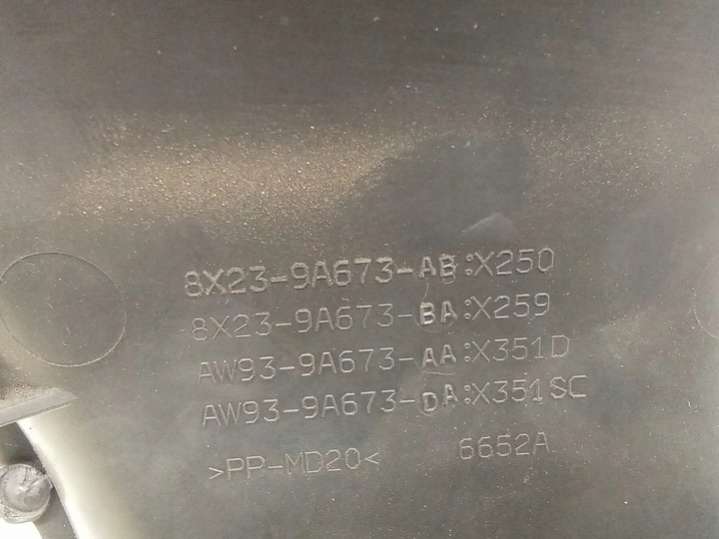 8X23-9A673-AB:X250
8X23-9A673-BA:X259
AW93-9A673-AA:X351D
AW93-9A673-DA:X351SC
>PP-MD20< 6652A